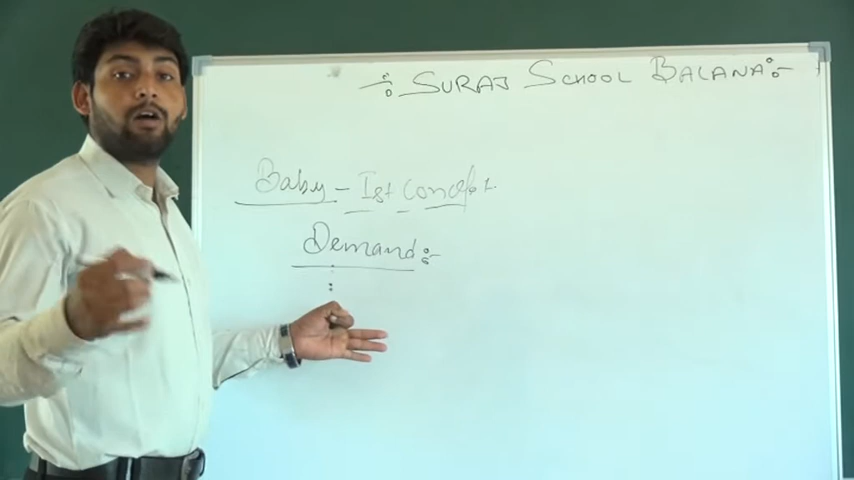 SURAJ SCHOOL BALANA
Baby - Ist Concept.
Demand :-